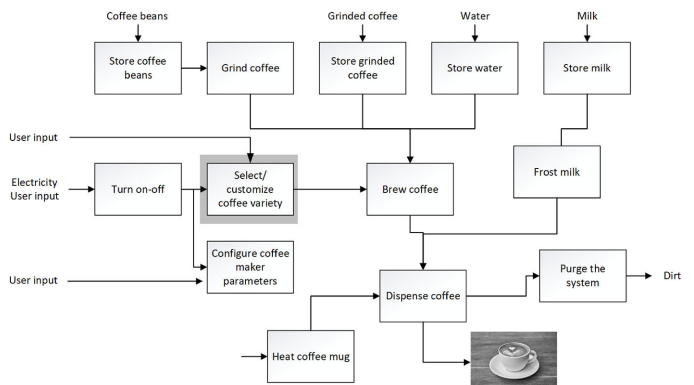 Coffee beans
Grinded coffee
Water
Milk
Store coffee
beans
Grind coffee
Store grinded
coffee
Store water
Store milk
User input
Electricity
User input
Turn on-off
Select/
customize
coffee variety
Brew coffee
Frost milk
User input
Configure coffee
maker
parameters
Dispense coffee
Purge the
system
Dirt
Heat coffee mug